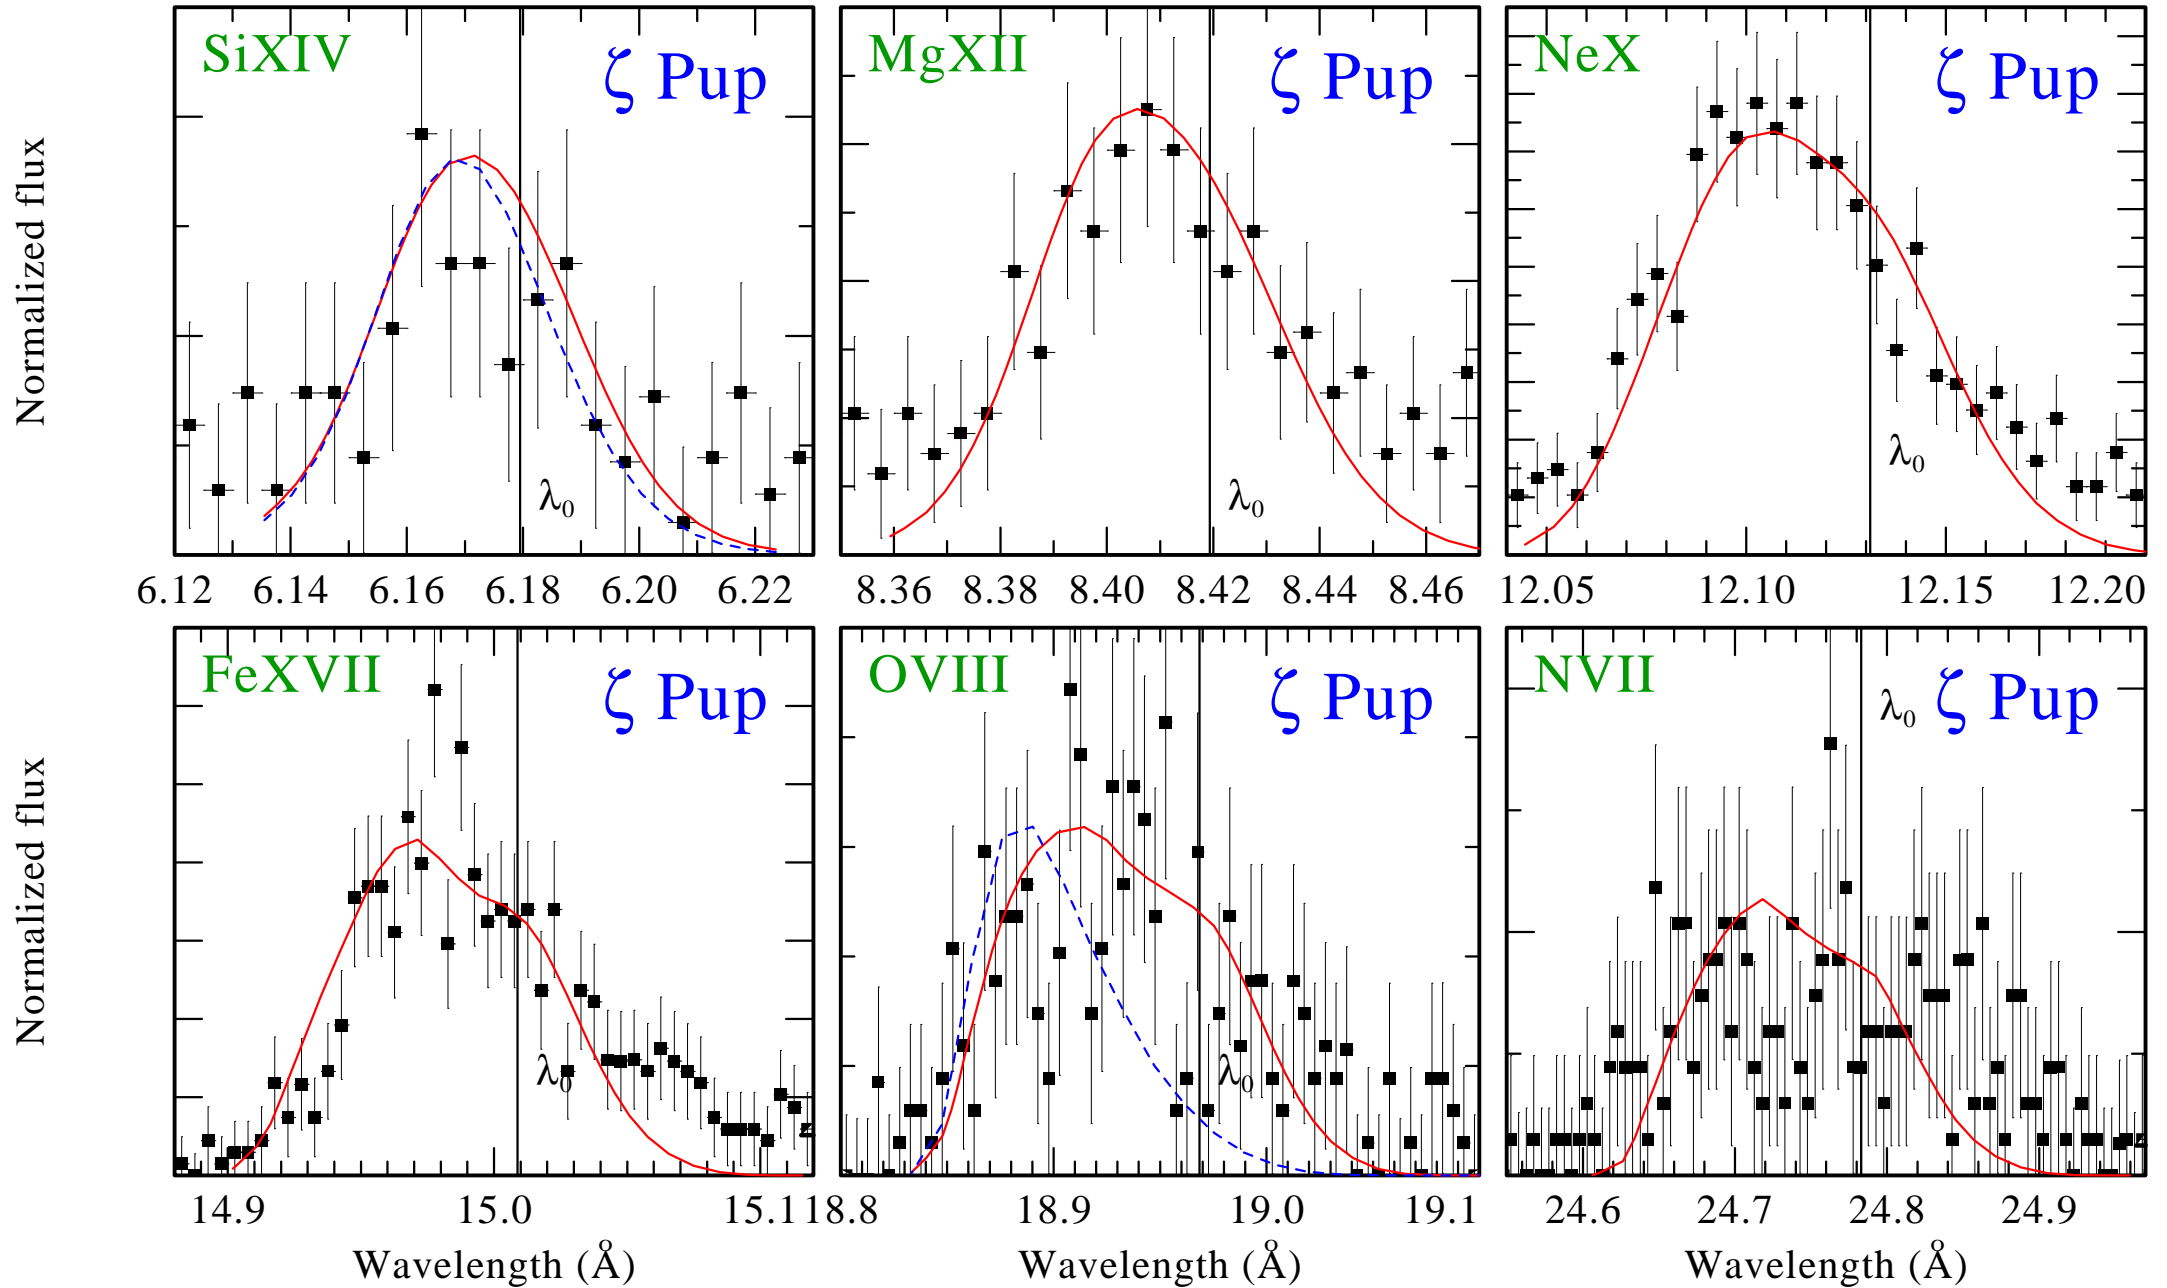 SiXIV ζ Pup
MgXII ζ Pup
NeX ζ Pup
Normalized flux
λ0
λ0
λ0
6.12 6.14 6.16 6.18 6.20 6.22
8.36 8.38 8.40 8.42 8.44 8.46
12.05 12.10 12.15 12.20
FeXVII ζ Pup
OVIII ζ Pup
NVII λ0 ζ Pup
Normalized flux
λ0
λ0
14.9 15.0 15.1
18.8 18.9 19.0 19.1
24.6 24.7 24.8 24.9
Wavelength (Å)
Wavelength (Å)
Wavelength (Å)